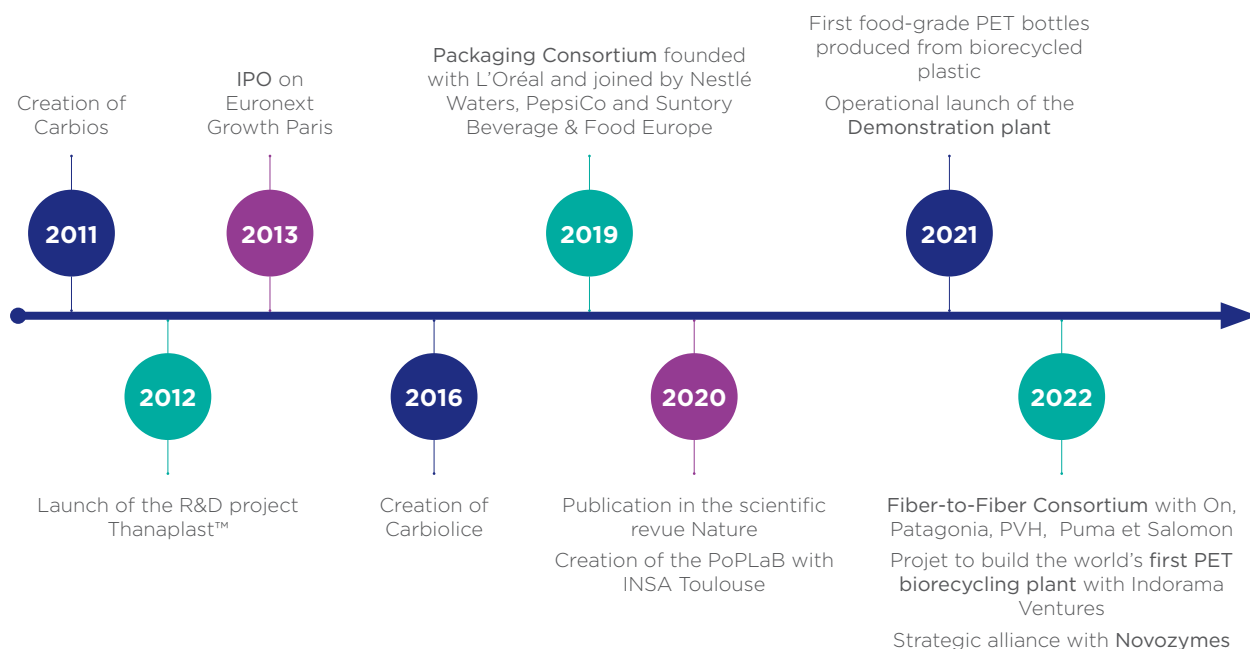 Creation of
Carbios
2011
IPO on
Euronext
Growth Paris
2013
Packaging Consortium founded
with L'Oréal and joined by Nestlé
Waters, PepsiCo and Suntory
Beverage & Food Europe
2019
First food-grade PET bottles
produced from biorecycled
plastic
Operational launch of the
Demonstration plant
2021
2012
Launch of the R&D project
Thanaplast™
2016
Creation of
Carbiolice
2020
Publication in the scientific
revue Nature
Creation of the PoPLaB with
INSA Toulouse
2022
Fiber-to-Fiber Consortium with On,
Patagonia, PVH, Puma et Salomon
Projet to build the world's first PET
biorecycling plant with Indorama
Ventures
Strategic alliance with Novozymes